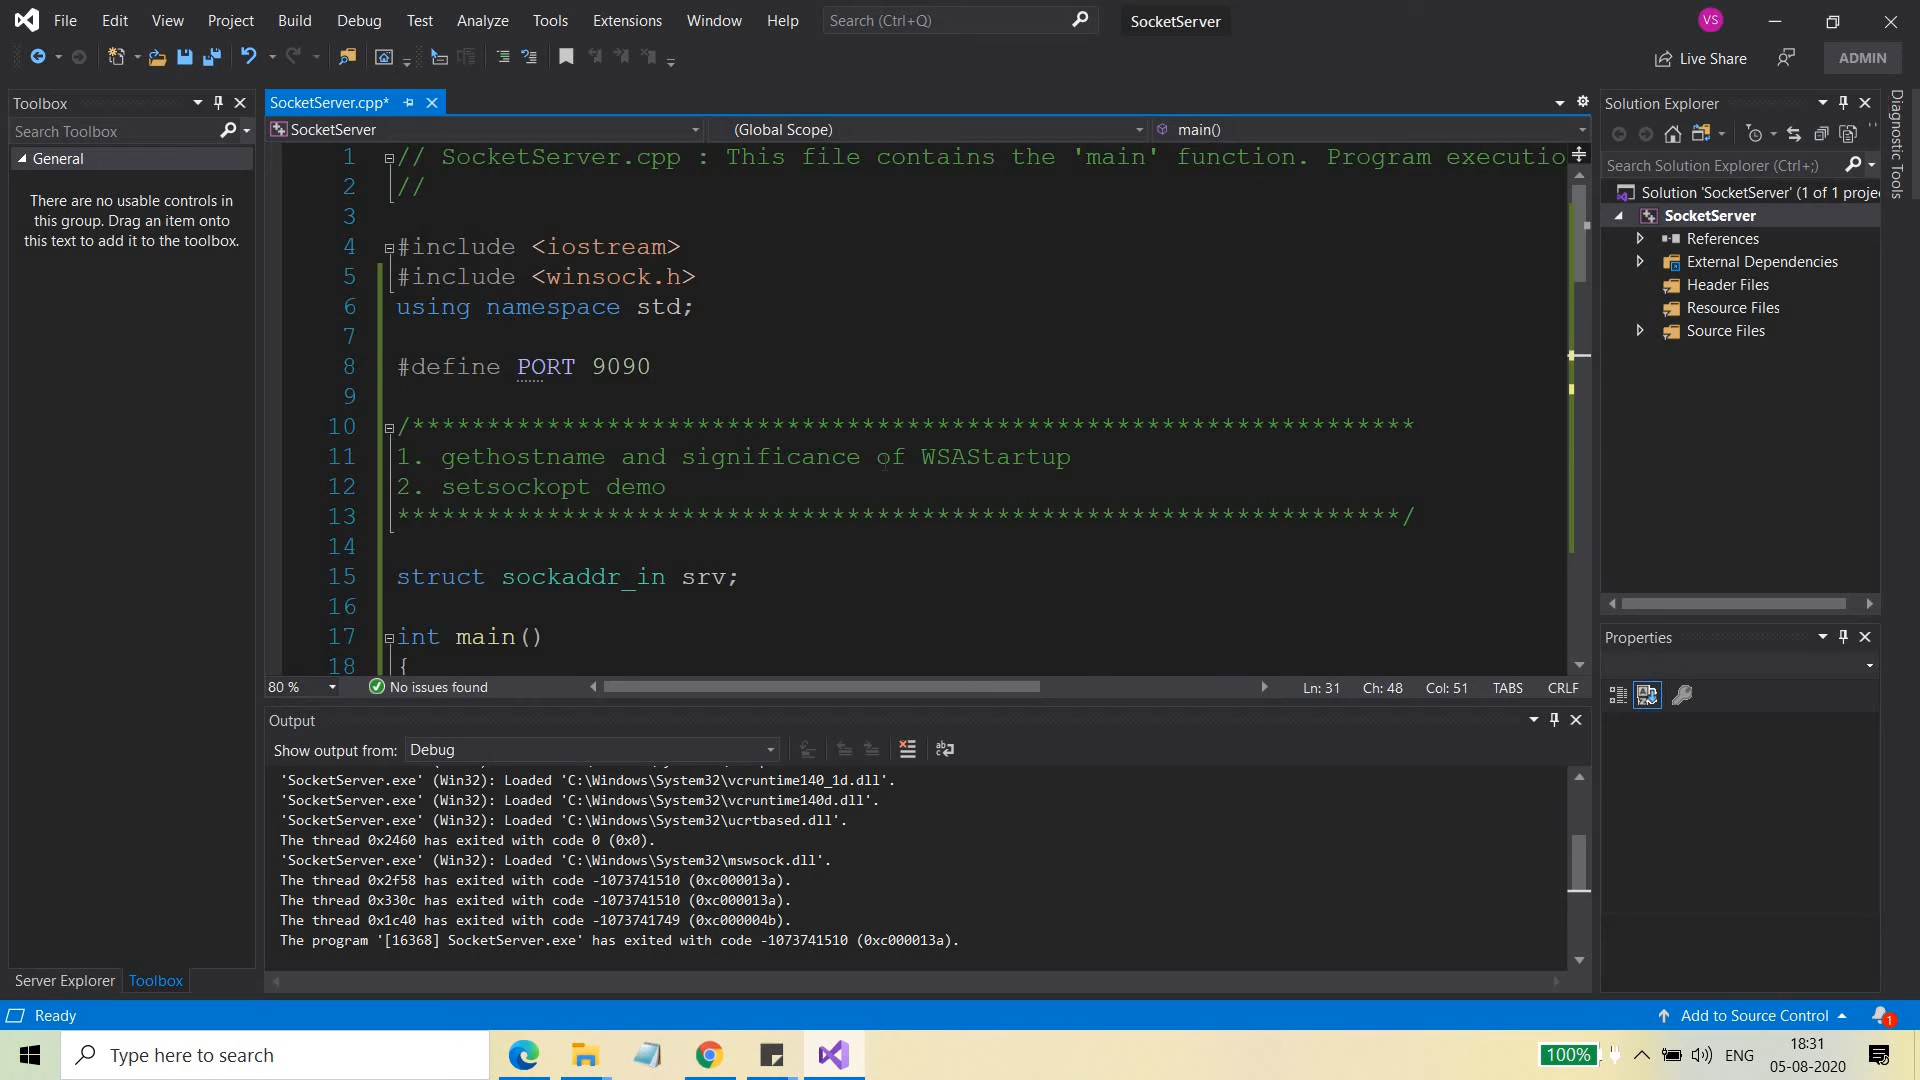 File Edit View Project Build Debug Test Analyze Tools Extensions Window Help Search (Ctrl+Q) SocketServer VS
Live Share ADMIN
Toolbox
Search Toolbox
General
There are no usable controls in
this group. Drag an item onto
this text to add it to the toolbox.
Server Explorer Toolbox
SocketServer.cpp*
SocketServer (Global Scope) main()
1 // SocketServer.cpp : This file contains the 'main' function. Program executio
2 //
3
4 #include <iostream>
5 #include <winsock.h>
6 using namespace std;
7
8 #define PORT 9090
9
10 /*******************************************************************
11 1. gethostname and significance of WSAStartup
12 2. setsockopt demo
13 *******************************************************************/
14
15 struct sockaddr_in srv;
16
17 int main()
18 {
80 % No issues found Ln: 31 Ch: 48 Col: 51 TABS CRLF
Output
Show output from: Debug
'SocketServer.exe' (Win32): Loaded 'C:\Windows\System32\vcruntime140_1d.dll'.
'SocketServer.exe' (Win32): Loaded 'C:\Windows\System32\vcruntime140d.dll'.
'SocketServer.exe' (Win32): Loaded 'C:\Windows\System32\ucrtbased.dll'.
The thread 0x2460 has exited with code 0 (0x0).
'SocketServer.exe' (Win32): Loaded 'C:\Windows\System32\mswsock.dll'.
The thread 0x2f58 has exited with code -1073741510 (0xc000013a).
The thread 0x330c has exited with code -1073741510 (0xc000013a).
The thread 0x1c40 has exited with code -1073741749 (0xc000004b).
The program '[16368] SocketServer.exe' has exited with code -1073741510 (0xc000013a).
Solution Explorer
Search Solution Explorer (Ctrl+;)
Solution 'SocketServer' (1 of 1 proje
SocketServer
References
External Dependencies
Header Files
Resource Files
Source Files
Properties
Diagnostic Tools
Ready Add to Source Control 1
Type here to search 100% ENG 18:31
05-08-2020